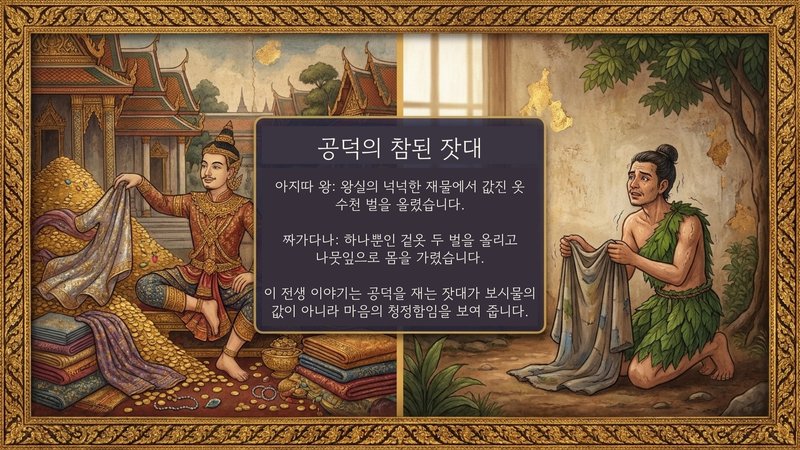 공덕의 참된 잣대
아지따 왕: 왕실의 넉넉한 재물에서 값진 옷
수천 벌을 올렸습니다.
짜가다나: 하나뿐인 겉옷 두 벌을 올리고
나뭇잎으로 몸을 가렸습니다.
이 전생 이야기는 공덕을 재는 잣대가 보시물의
값이 아니라 마음의 청정함임을 보여 줍니다.